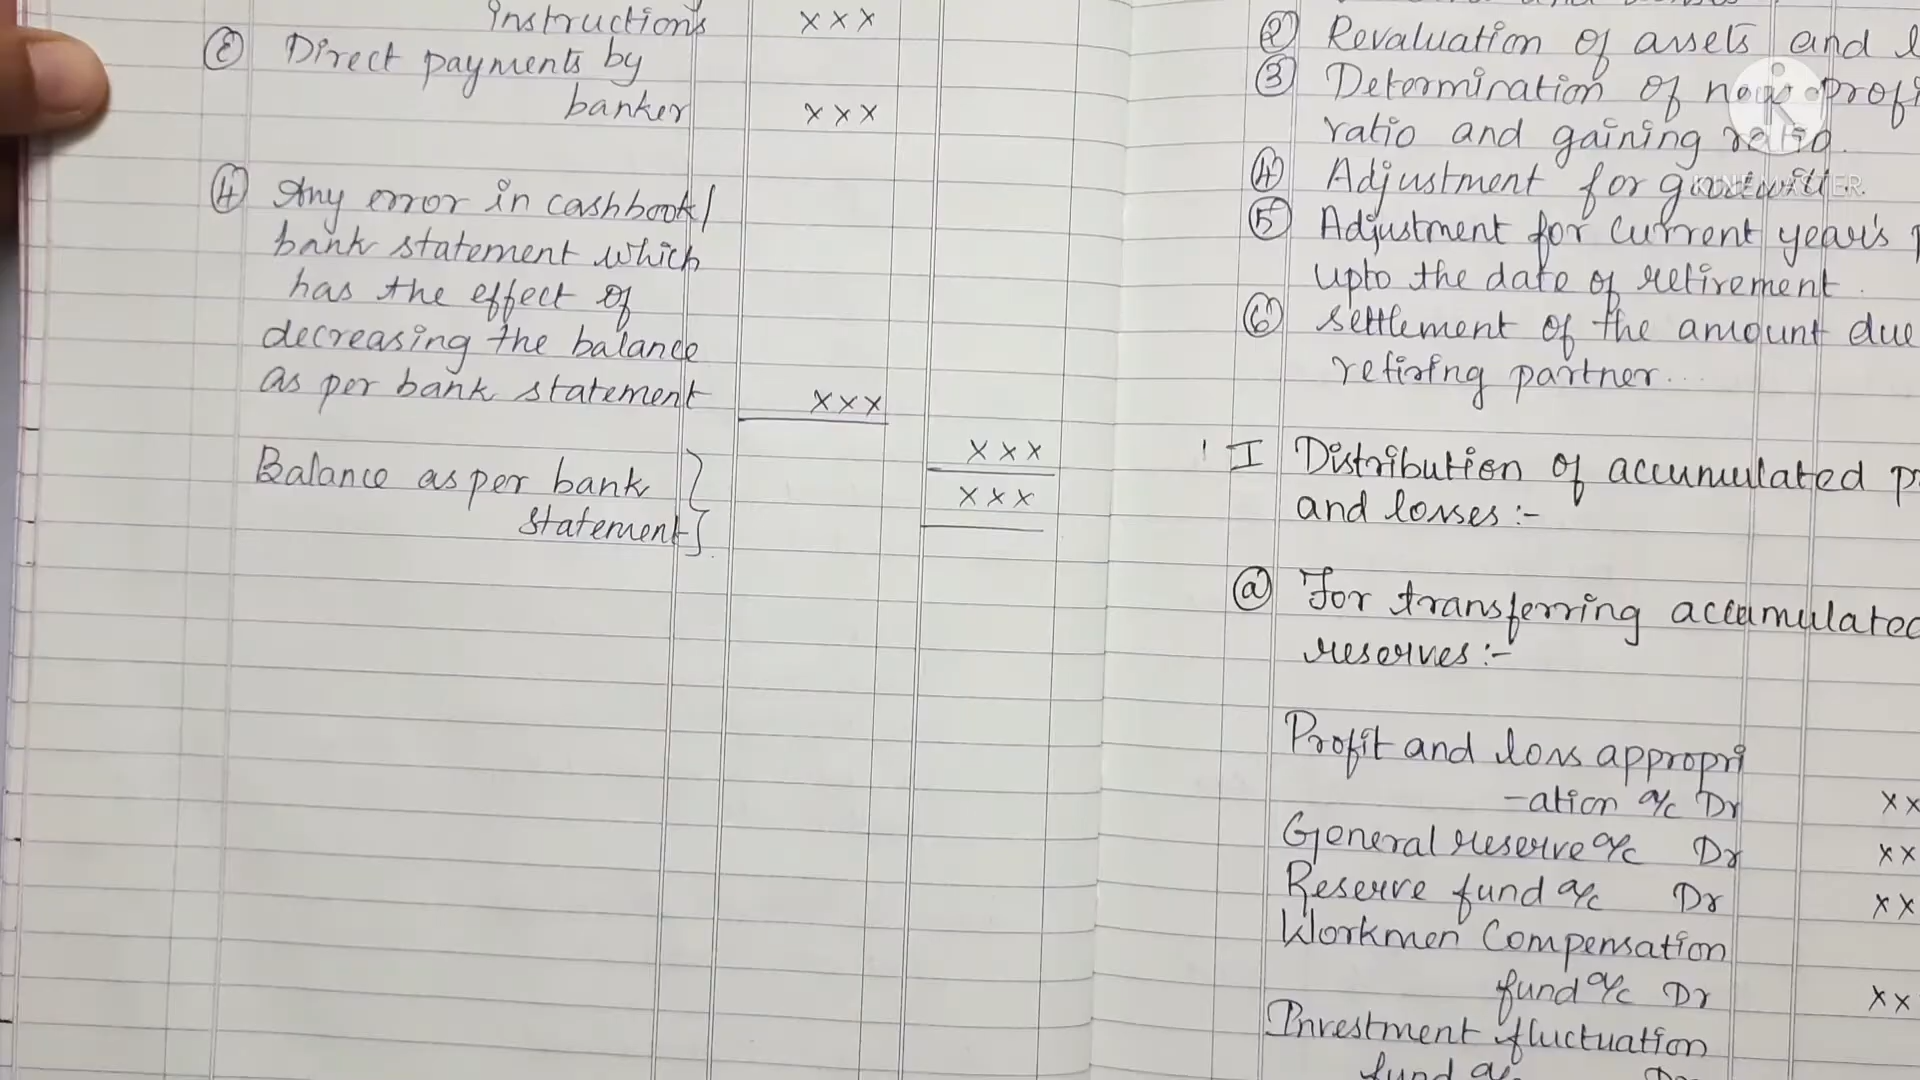 instructions xxx
Ⓔ Direct payments by
banker xxx
④ Any error in cashbook/
bank statement which
has the effect of
decreasing the balance
as per bank statement xxx
xxx
Balance as per bank xxx
statement
② Revaluation of assets and
③ Determination of new profi
ratio and gaining ratio.
④ Adjustment for goodwill.
⑤ Adjustment for current year's p
upto the date of retirement.
⑥ settlement of the amount due
retiring partner...
I Distribution of accumulated p
and losses :-
ⓐ For transferring accumulated
reserves :-
Profit and loss appropri
-ation a/c Dr xx
General reserve a/c Dr xx
Reserve fund a/c Dr xx
Workmen Compensation
fund a/c Dr xx
Investment fluctuation
fund a/c Dr
KINEMASTER